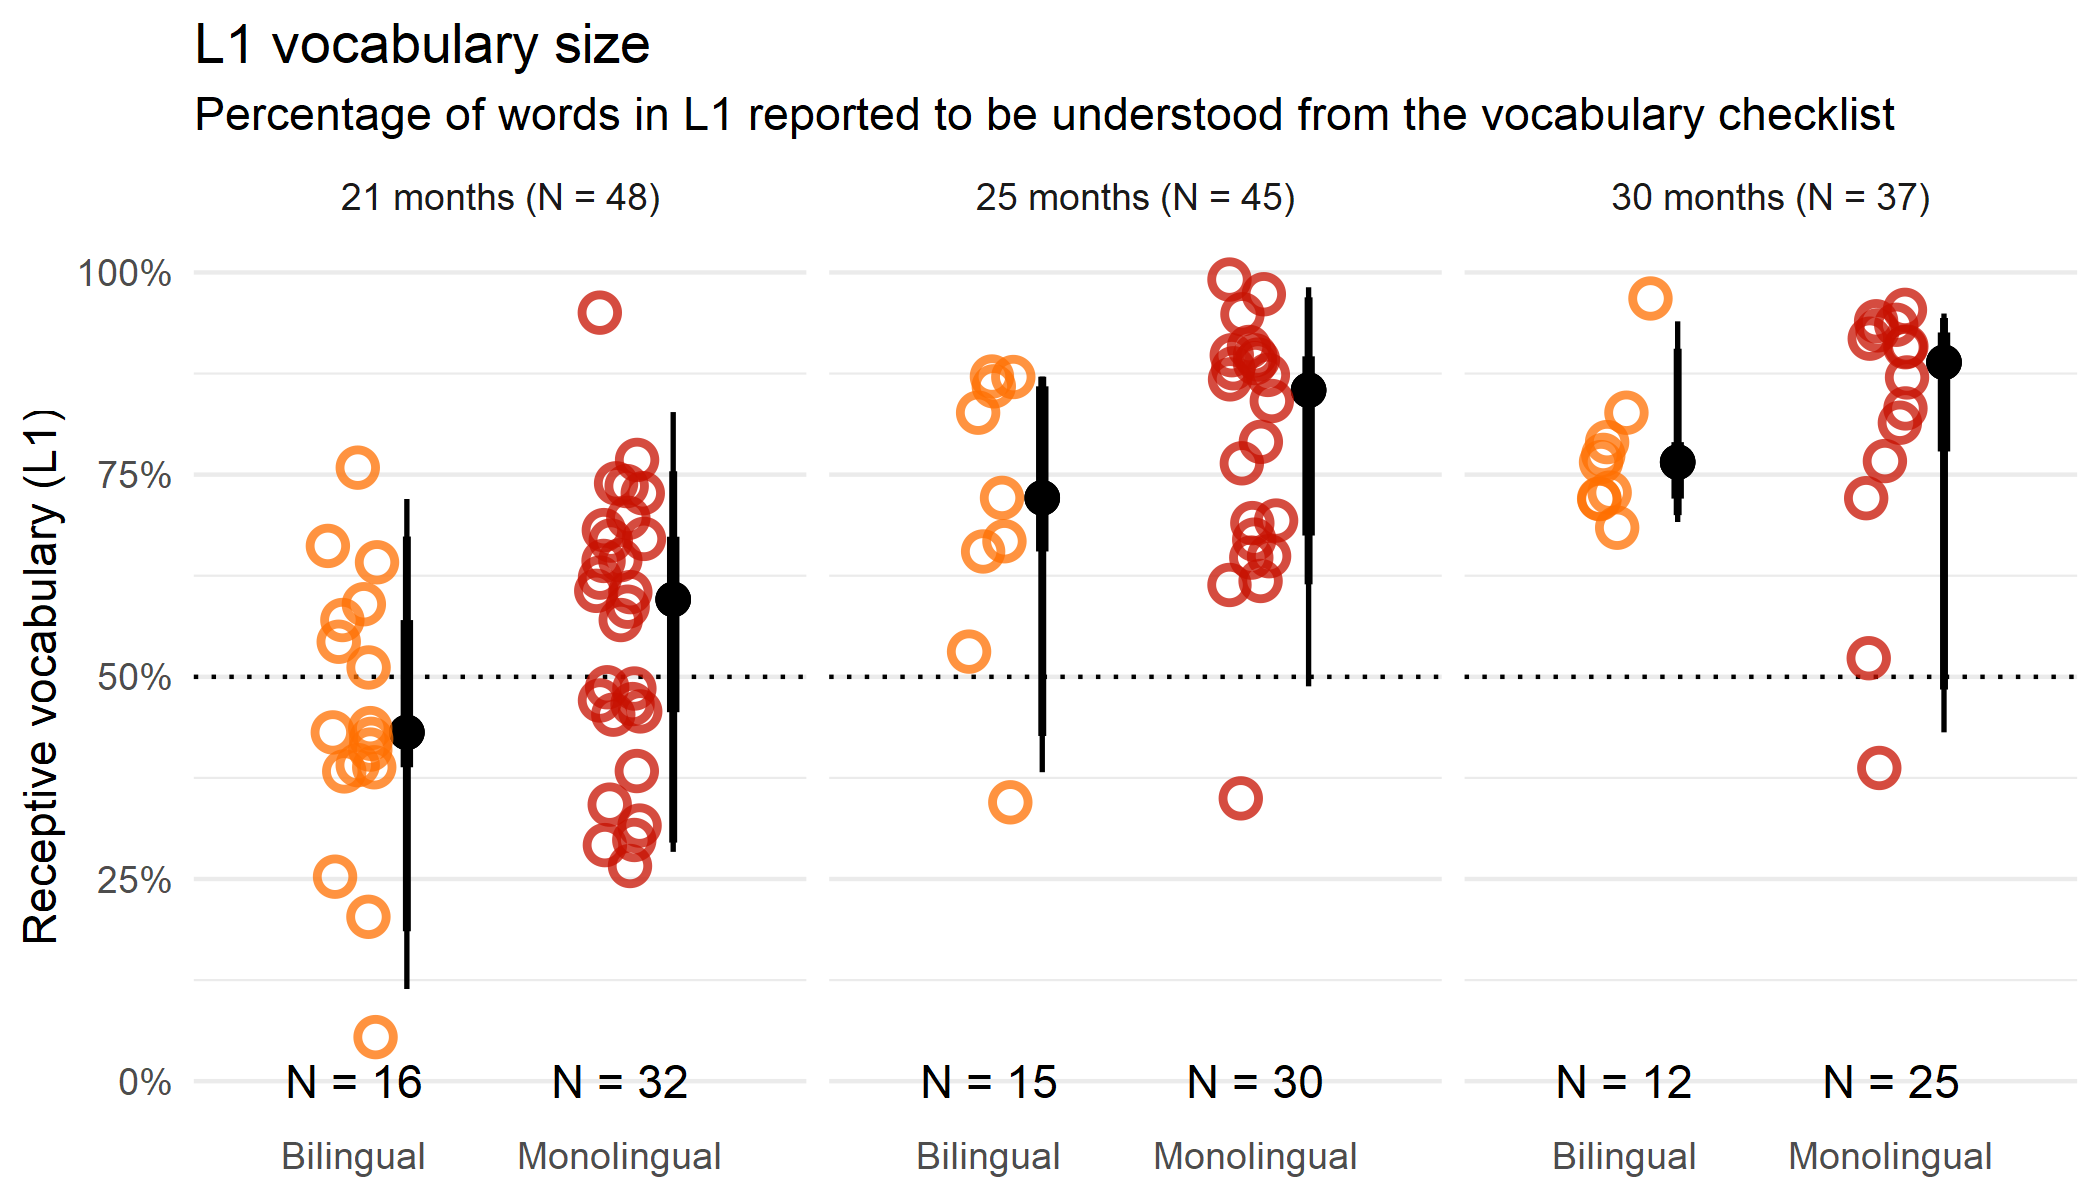 L1 vocabulary size
Percentage of words in L1 reported to be understood from the vocabulary checklist
21 months (N = 48)
25 months (N = 45)
30 months (N = 37)
Receptive vocabulary (L1)
100%
75%
50%
25%
0%
N = 16
N = 32
N = 15
N = 30
N = 12
N = 25
Bilingual
Monolingual
Bilingual
Monolingual
Bilingual
Monolingual